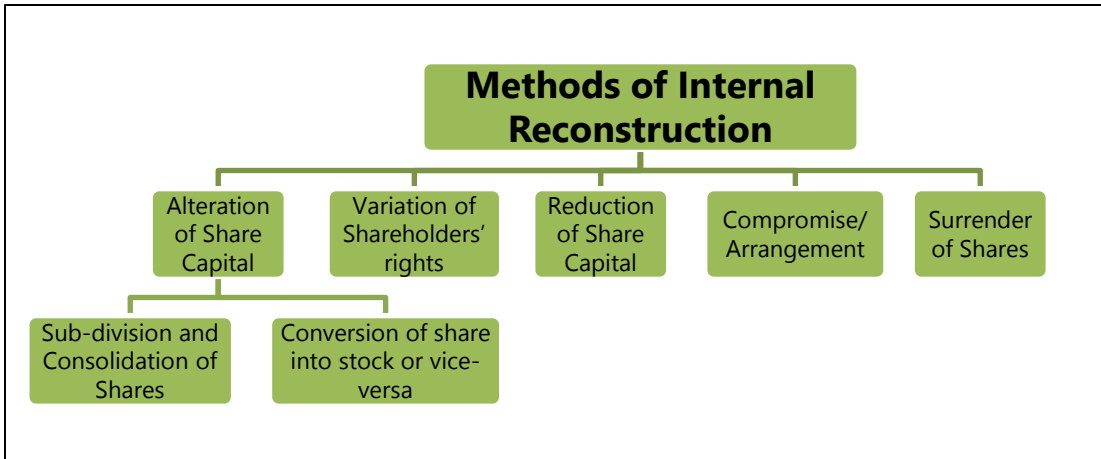 Methods of Internal
Reconstruction
Alteration
of Share
Capital
Variation of
Shareholders’
rights
Reduction
of Share
Capital
Compromise/
Arrangement
Surrender
of Shares
Sub-division and
Consolidation of
Shares
Conversion of share
into stock or vice-
versa